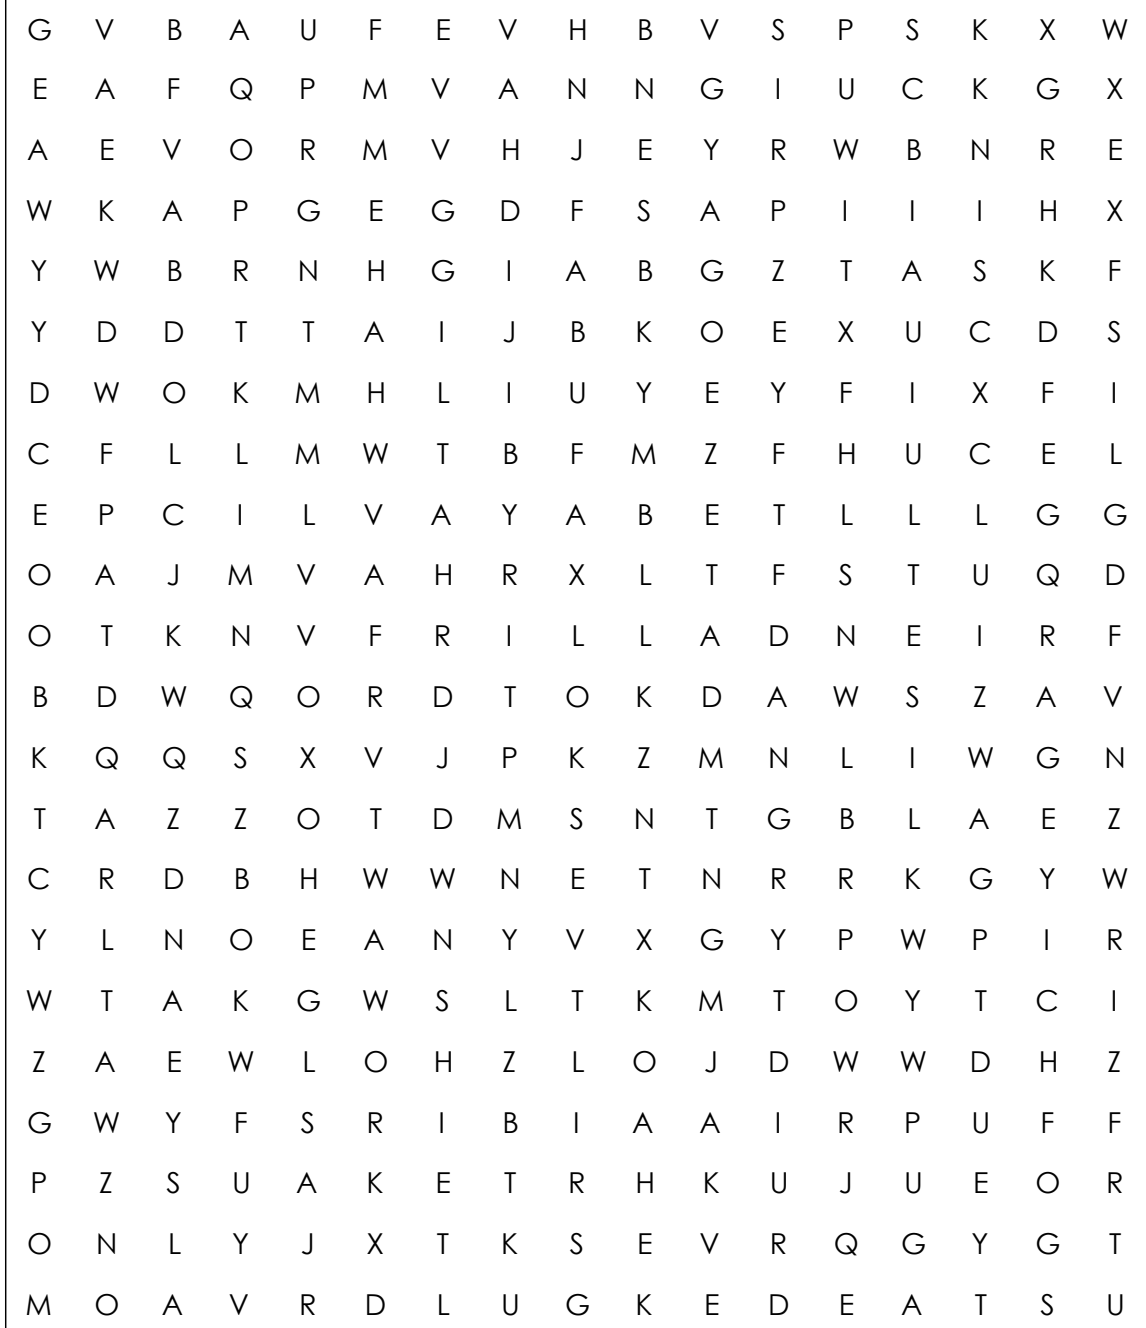 G V B A U F E V H B V S P S K X W
E A F Q P M V A N N G I U C K G X
A E V O R M V H J E Y R W B N R E
W K A P G E G D F S A P I I I H X
Y W B R N H G I A B G Z T A S K F
Y D D T T A I J B K O E X U C D S
D W O K M H L I U Y E Y F I X F I
C F L L M W T B F M Z F H U C E L
E P C I L V A Y A B E T L L L G G
O A J M V A H R X L T F S T U Q D
O T K N V F R I L L A D N E I R F
B D W Q O R D T O K D A W S Z A V
K Q Q S X V J P K Z M N L I W G N
T A Z Z O T D M S N T G B L A E Z
C R D B H W W N E T N R R K G Y W
Y L N O E A N Y V X G Y P W P I R
W T A K G W S L T K M T O Y T C I
Z A E W L O H Z L O J D W W D H Z
G W Y F S R I B I A A I R P U F F
P Z S U A K E T R H K U J U E O R
O N L Y J X T K S E V R Q G Y G T
M O A V R D L U G K E D E A T S U